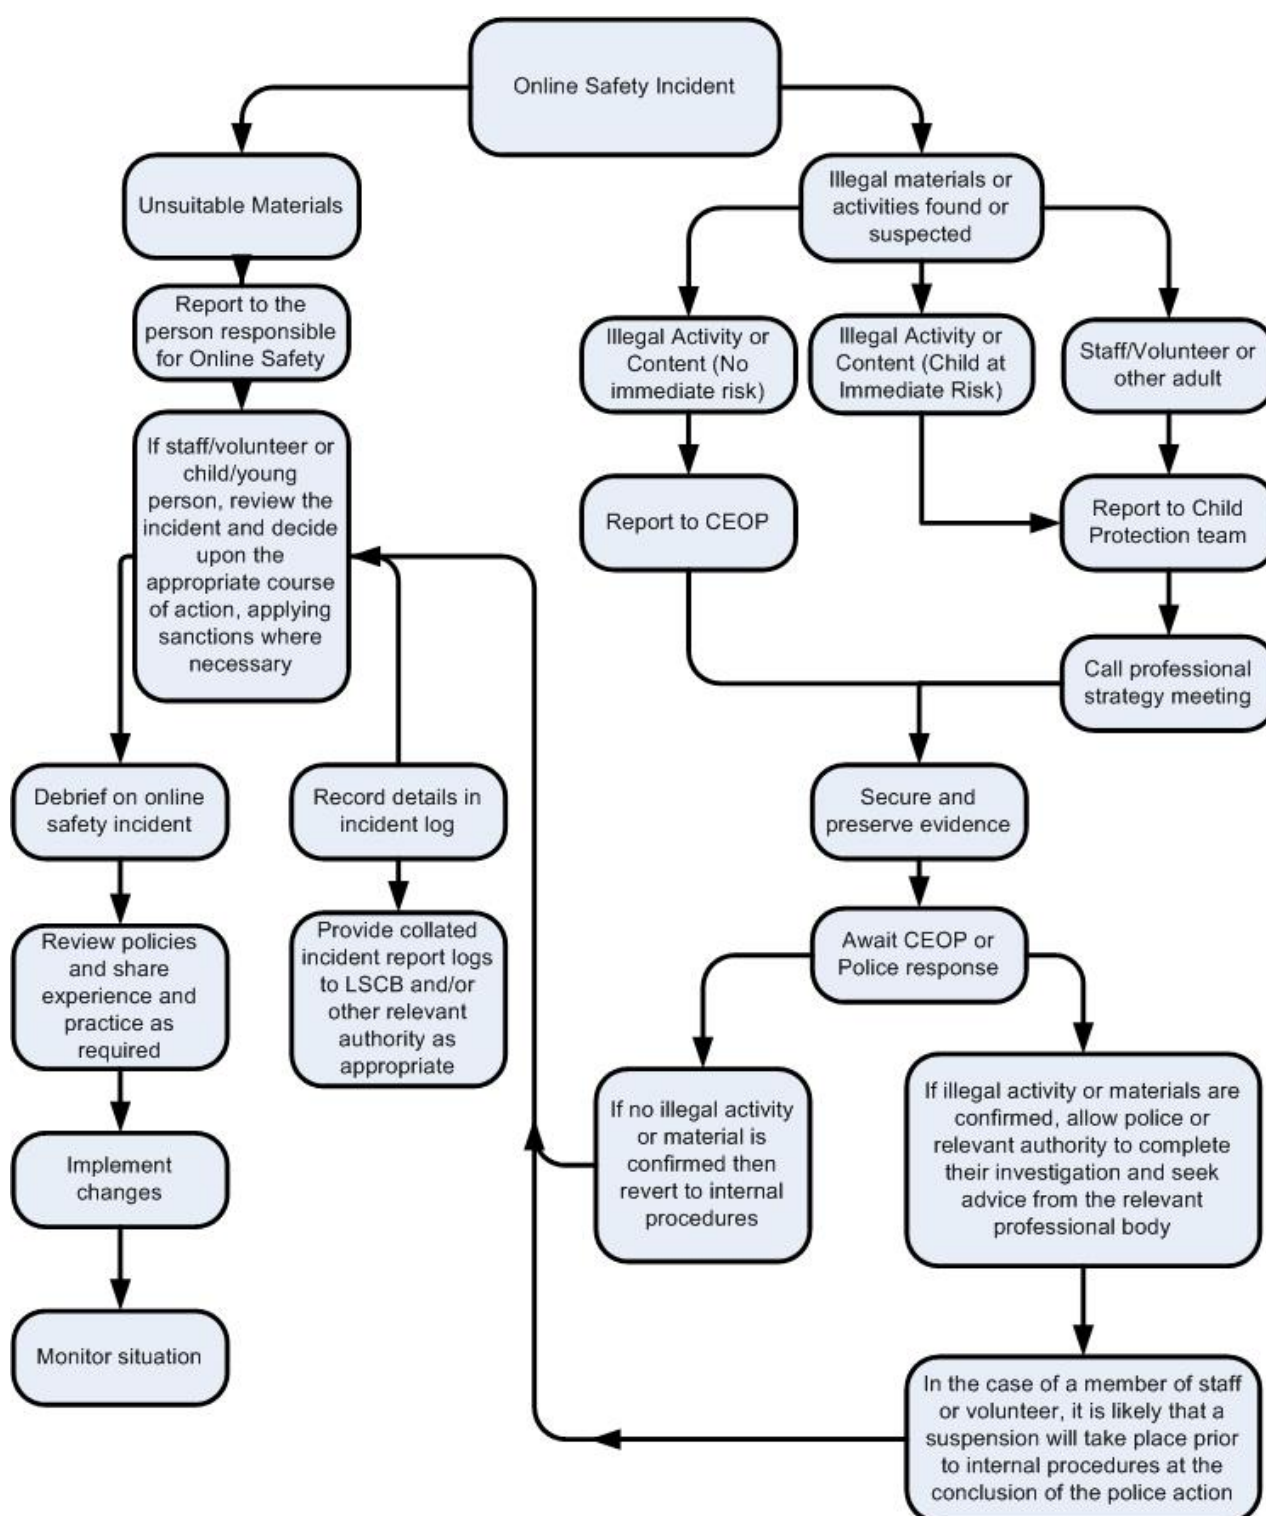 Online Safety Incident
Unsuitable Materials
Report to the
person responsible
for Online Safety
If staff/volunteer or
child/young
person, review the
incident and decide
upon the
appropriate course
of action, applying
sanctions where
necessary
Debrief on online
safety incident
Review policies
and share
experience and
practice as
required
Implement
changes
Monitor situation
Record details in
incident log
Provide collated
incident report logs
to LSCB and/or
other relevant
authority as
appropriate
Illegal materials or
activities found or
suspected
Illegal Activity or
Content (No
immediate risk)
Illegal Activity or
Content (Child at
Immediate Risk)
Staff/Volunteer or
other adult
Report to CEOP
Report to Child
Protection team
Call professional
strategy meeting
Secure and
preserve evidence
Await CEOP or
Police response
If no illegal activity
or material is
confirmed then
revert to internal
procedures
If illegal activity or materials are
confirmed, allow police or
relevant authority to complete
their investigation and seek
advice from the relevant
professional body
In the case of a member of staff
or volunteer, it is likely that a
suspension will take place prior
to internal procedures at the
conclusion of the police action